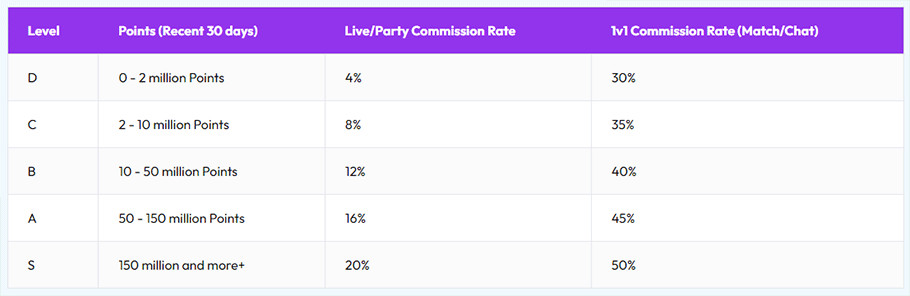 Level Points (Recent 30 days) Live/Party Commission Rate 1v1 Commission Rate (Match/Chat)
D 0 - 2 million Points 4% 30%
C 2 - 10 million Points 8% 35%
B 10 - 50 million Points 12% 40%
A 50 - 150 million Points 16% 45%
S 150 million and more+ 20% 50%